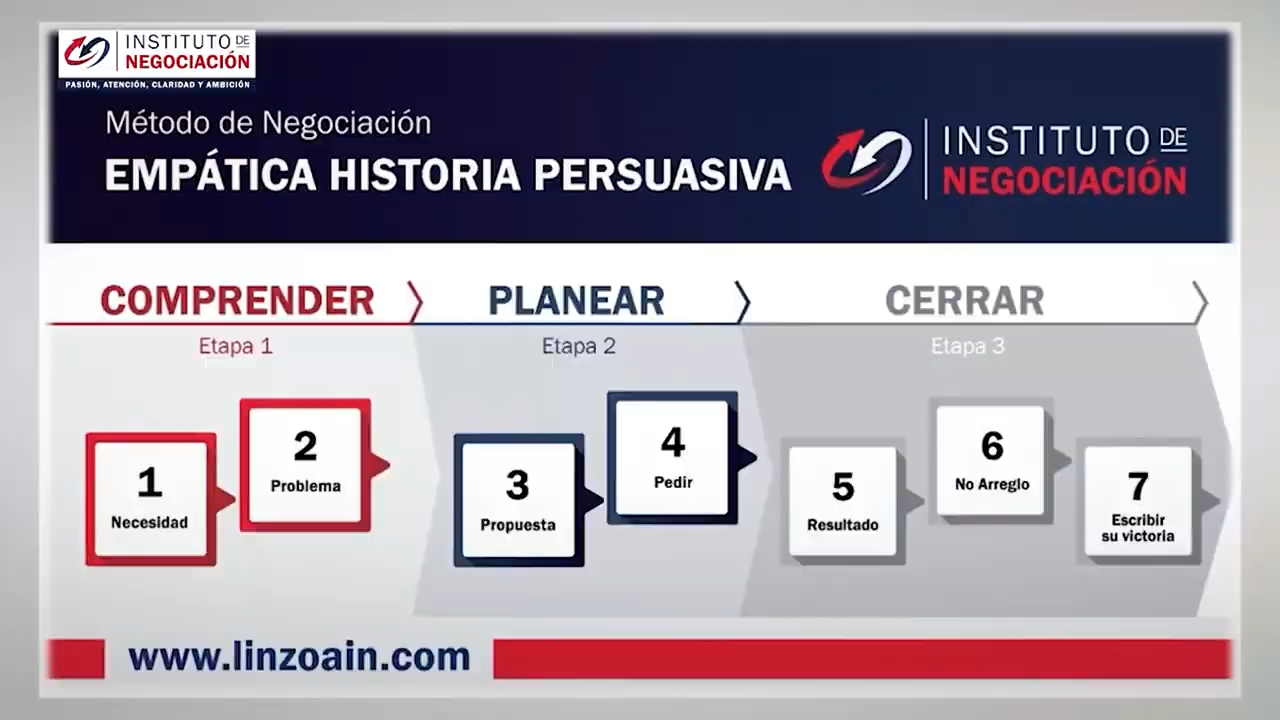 INSTITUTO DE
NEGOCIACIÓN
PASIÓN, ATENCIÓN, CLARIDAD Y AMBICIÓN
Método de Negociación
EMPÁTICA HISTORIA PERSUASIVA
INSTITUTO DE
NEGOCIACIÓN
COMPRENDER
PLANEAR
CERRAR
Etapa 1
Etapa 2
Etapa 3
1
Necesidad
2
Problema
3
Propuesta
4
Pedir
5
Resultado
6
No Arreglo
7
Escribir
su victoria
www.linzoain.com